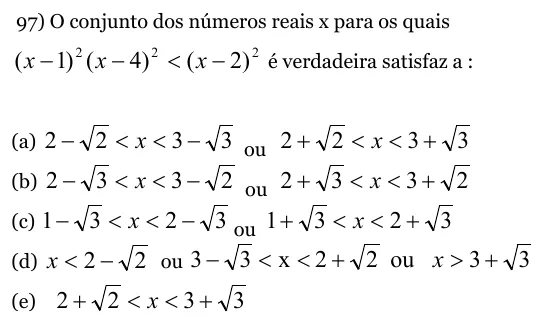 97) O conjunto dos números reais x para os quais
(x − 1)² (x − 4)² < (x − 2)² é verdadeira satisfaz a :
(a) 2 − √2 < x < 3 − √3 ou 2 + √2 < x < 3 + √3
(b) 2 − √3 < x < 3 − √2 ou 2 + √3 < x < 3 + √2
(c) 1 − √3 < x < 2 − √3 ou 1 + √3 < x < 2 + √3
(d) x < 2 − √2 ou 3 − √3 < x < 2 + √2 ou x > 3 + √3
(e) 2 + √2 < x < 3 + √3